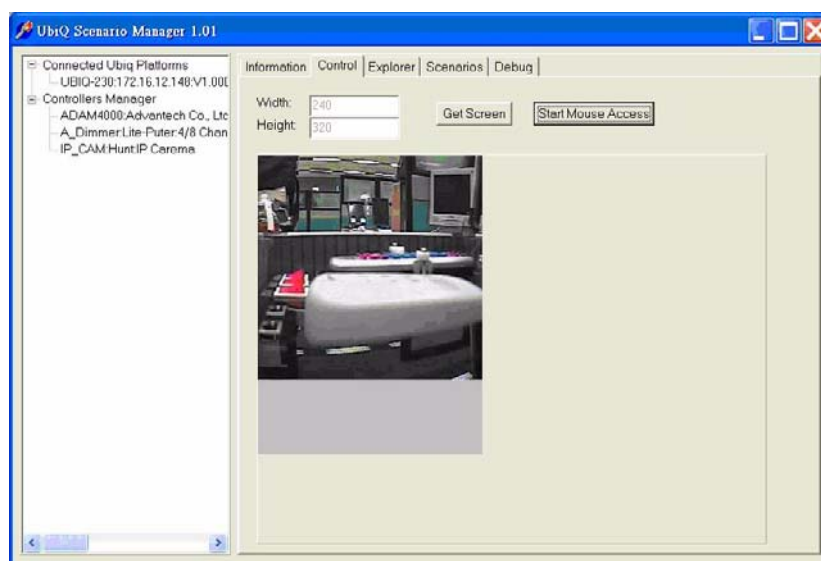 UbiQ Scenario Manager 1.01
Connected Ubiq Platforms
UBIQ-230:172.16.12.148:V1.00
Controllers Manager
ADAM4000:Advantech Co., Ltc
A_Dimmer:Lite-Puter:4/8 Chan
IP_CAM:Hunt:IP Carema
Information Control Explorer Scenarios Debug
Width: 240
Height: 320
Get Screen
Start Mouse Access